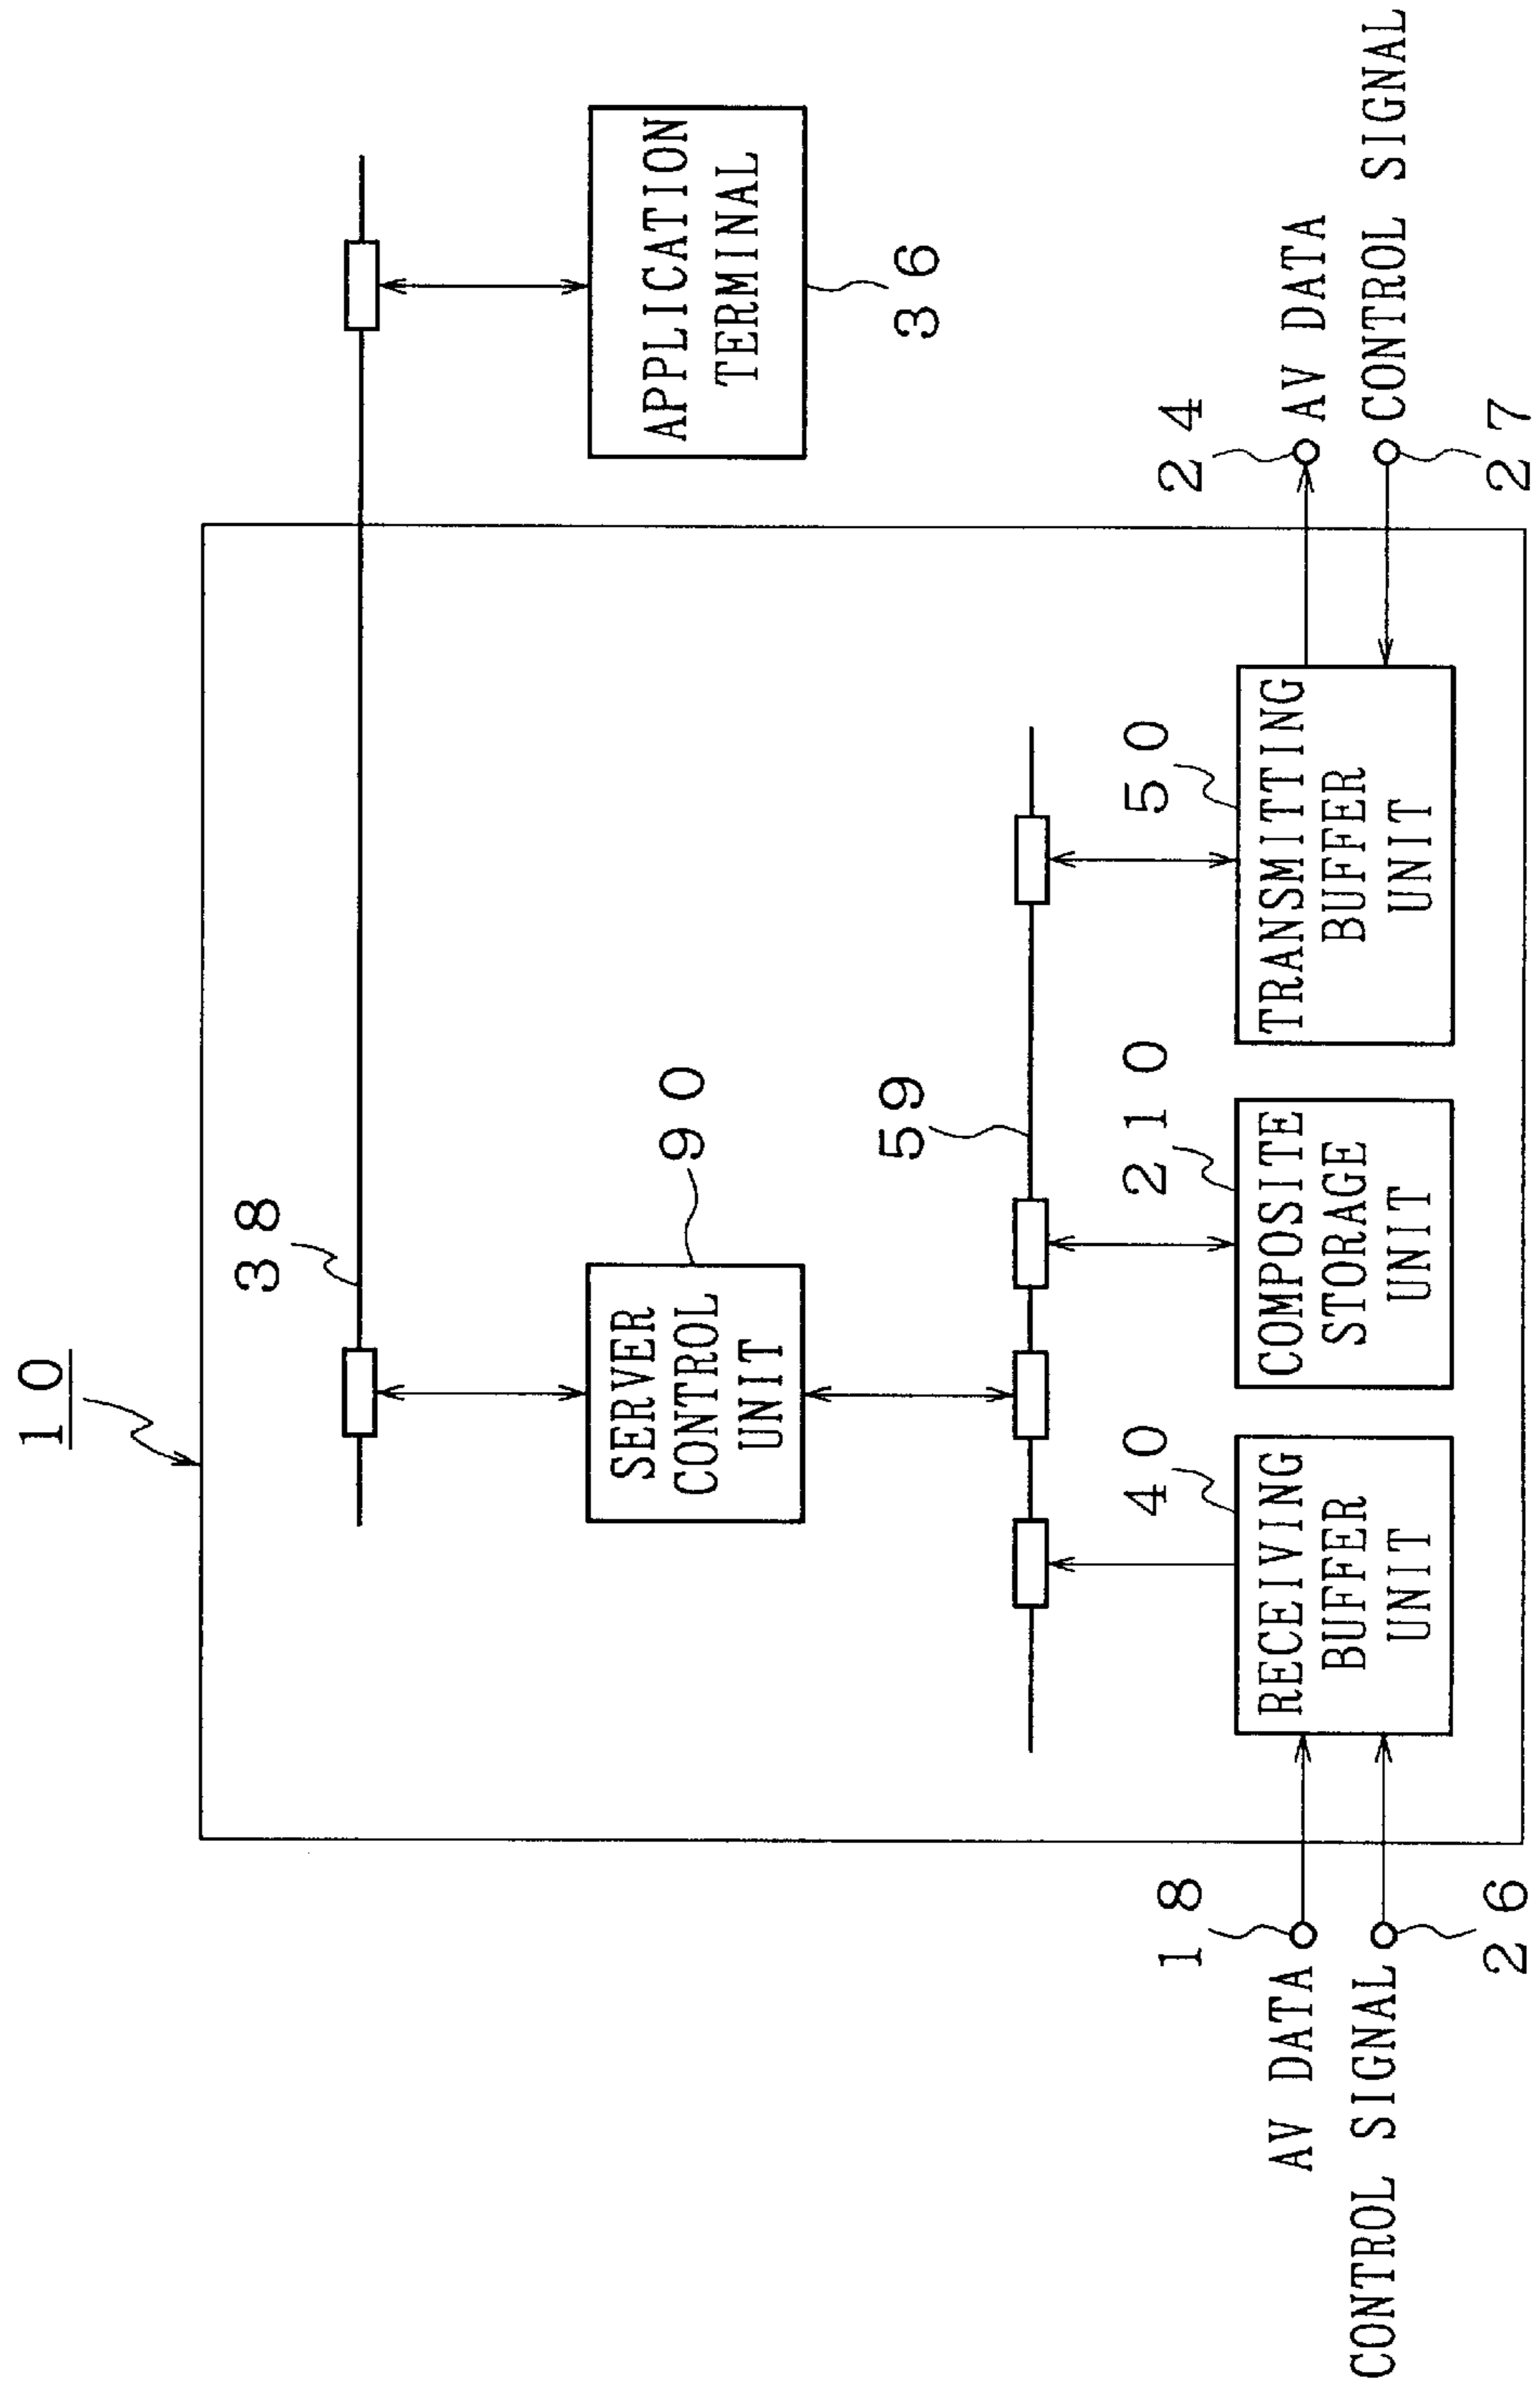 10
38
APPLICATION
TERMINAL
36
SERVER
CONTROL
UNIT
90
59
40
RECEIVING
BUFFER
UNIT
210
COMPOSITE
STORAGE
UNIT
50
TRANSMITTING
BUFFER
UNIT
18
AV DATA
CONTROL SIGNAL
26
24
AV DATA
CONTROL SIGNAL
27